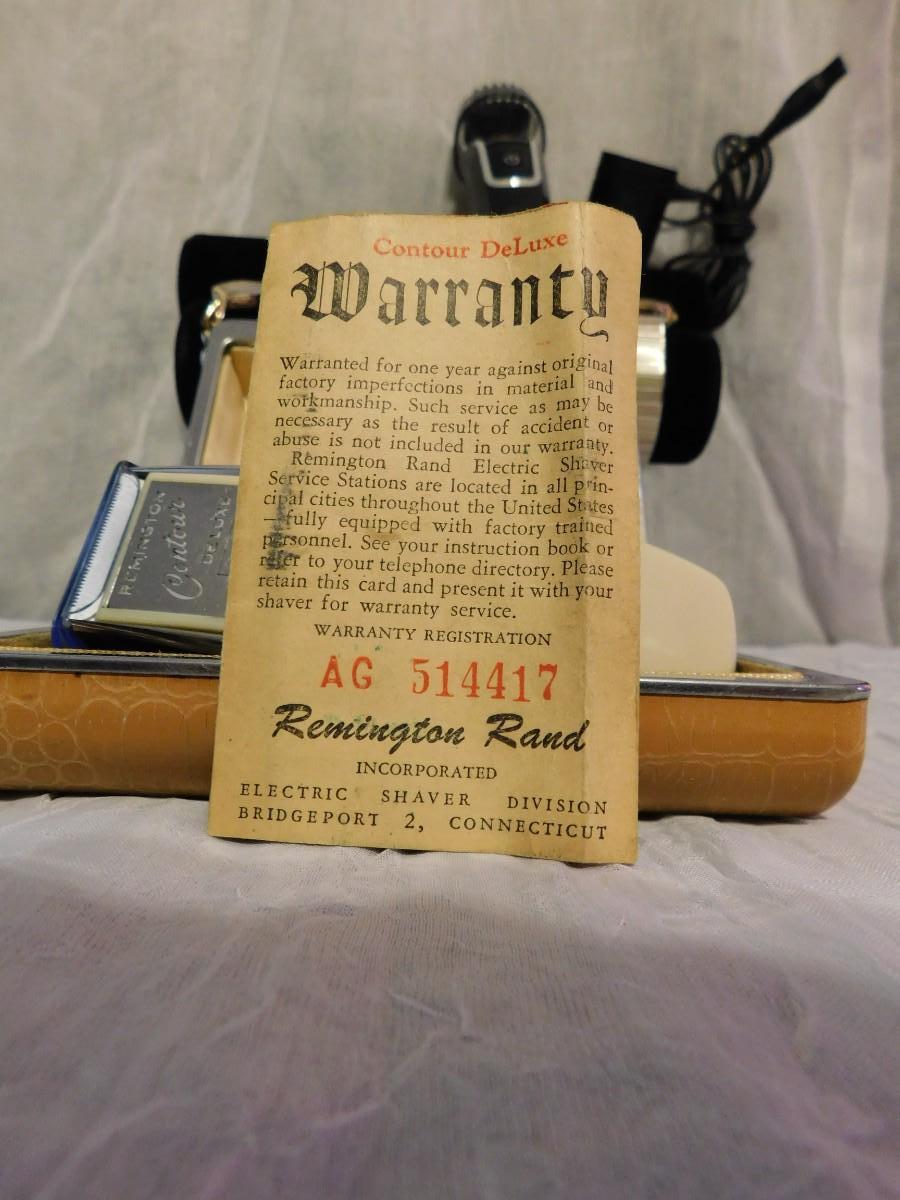 Contour DeLuxe
Warranty
Warranted for one year against original
factory imperfections in material and
workmanship. Such service as may be
necessary as the result of accident or
abuse is not included in our warranty.
Remington Rand Electric Shaver
Service Stations are located in all prin-
cipal cities throughout the United States
—fully equipped with factory trained
personnel. See your instruction book or
refer to your telephone directory. Please
retain this card and present it with your
shaver for warranty service.
WARRANTY REGISTRATION
AG 514417
Remington Rand
INCORPORATED
ELECTRIC SHAVER DIVISION
BRIDGEPORT 2, CONNECTICUT
REMINGTON
Contour
DELUXE